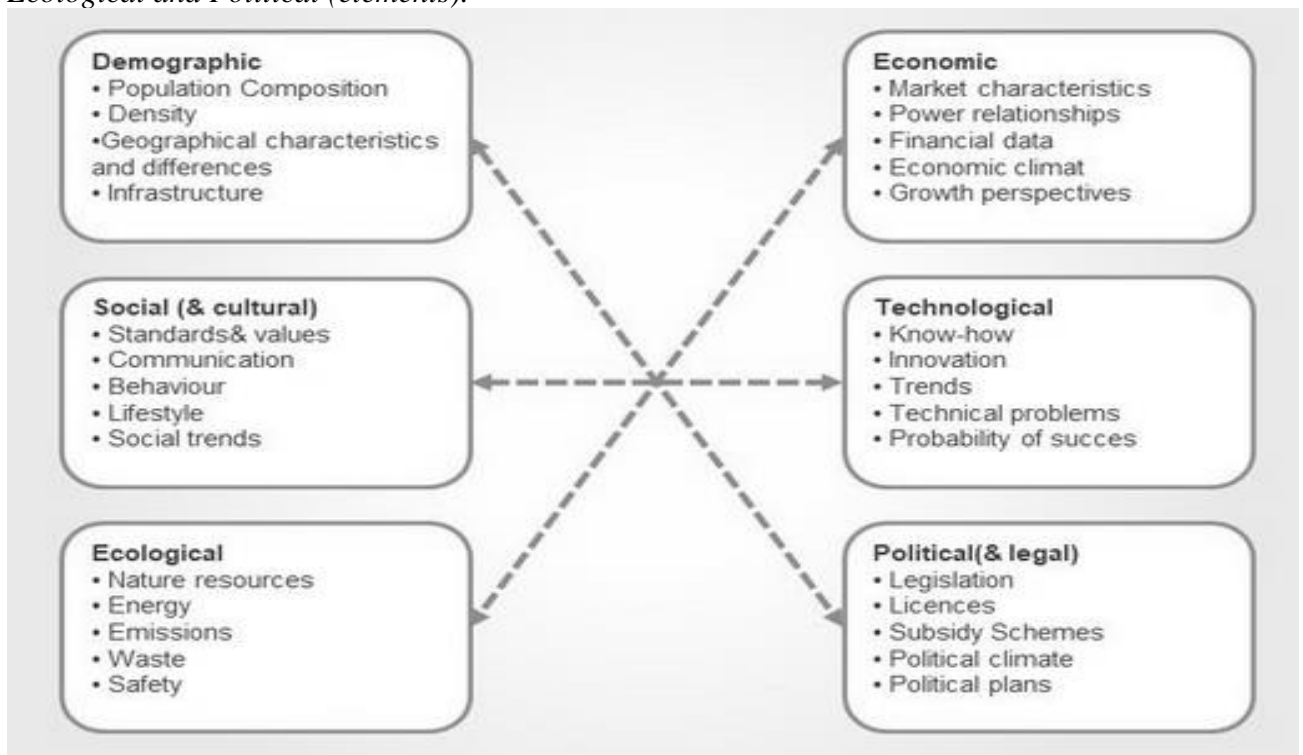 Ecological and Political (elements).
Demographic
• Population Composition
• Density
•Geographical characteristics
and differences
• Infrastructure
Economic
• Market characteristics
• Power relationships
• Financial data
• Economic climat
• Growth perspectives
Social (& cultural)
• Standards& values
• Communication
• Behaviour
• Lifestyle
• Social trends
Technological
• Know-how
• Innovation
• Trends
• Technical problems
• Probability of succes
Ecological
• Nature resources
• Energy
• Emissions
• Waste
• Safety
Political(& legal)
• Legislation
• Licences
• Subsidy Schemes
• Political climate
• Political plans